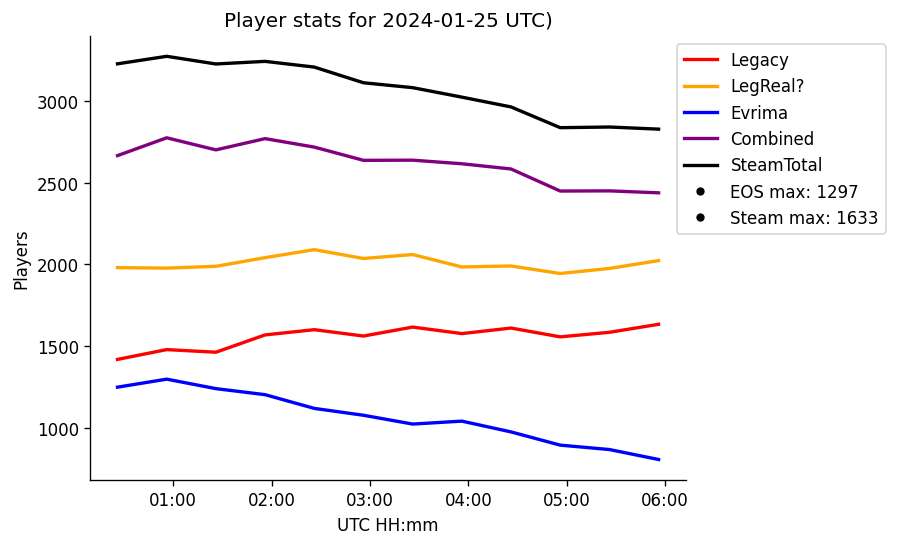 Player stats for 2024-01-25 UTC)
Legacy
LegReal?
Evrima
Combined
SteamTotal
EOS max: 1297
Steam max: 1633
Players
3000
2500
2000
1500
1000
01:00 02:00 03:00 04:00 05:00 06:00
UTC HH:mm